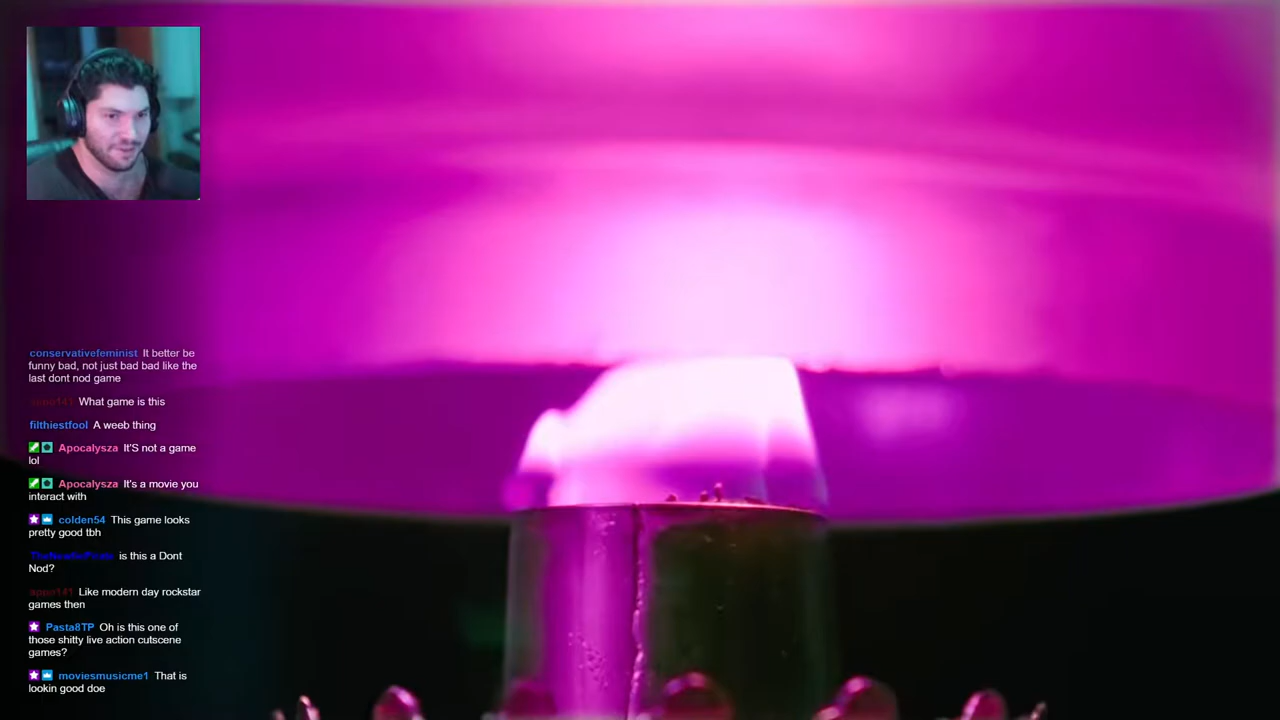 conservativefeminist It better be
funny bad, not just bad bad like the
last dont nod game
What game is this
filthiestfool A weeb thing
Apocalysza It'S not a game
lol
Apocalysza It's a movie you
interact with
colden54 This game looks
pretty good tbh
is this a Dont
Nod?
Like modern day rockstar
games then
Pasta8TP Oh is this one of
those shitty live action cutscene
games?
moviesmusicme1 That is
lookin good doe